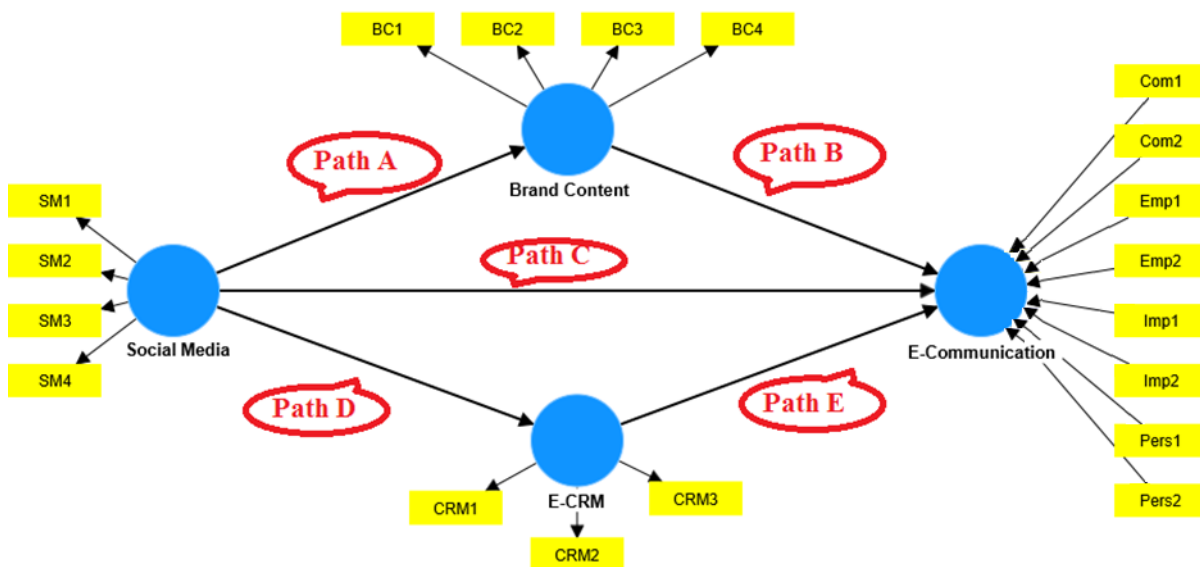 BC1
BC2
BC3
BC4
Com1
Com2
Path A
Path B
Brand Content
Emp1
SM1
SM2
Path C
Emp2
SM3
Imp1
Social Media
E-Communication
SM4
Imp2
Path D
Path E
Pers1
CRM1
E-CRM
CRM3
Pers2
CRM2